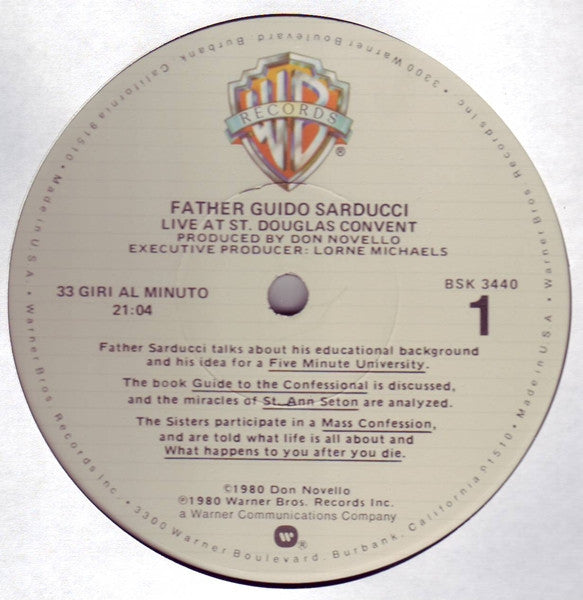 WB
RECORDS
®
FATHER GUIDO SARDUCCI
LIVE AT ST. DOUGLAS CONVENT
PRODUCED BY DON NOVELLO
EXECUTIVE PRODUCER: LORNE MICHAELS
33 GIRI AL MINUTO
21:04
BSK 3440
1
Father Sarducci talks about his educational background
and his idea for a Five Minute University.
The book Guide to the Confessional is discussed,
and the miracles of St. Ann Seton are analyzed.
The Sisters participate in a Mass Confession,
and are told what life is all about and
What happens to you after you die.
©1980 Don Novello
℗1980 Warner Bros. Records Inc.
a Warner Communications Company
W®
• Made in U.S.A. • Warner Bros. Records Inc. • 3300 Warner Boulevard, Burbank, California 91510 • Made in U.S.A. • Warner Bros. Records Inc. • 3300 Warner Boulevard, Burbank, California 91510